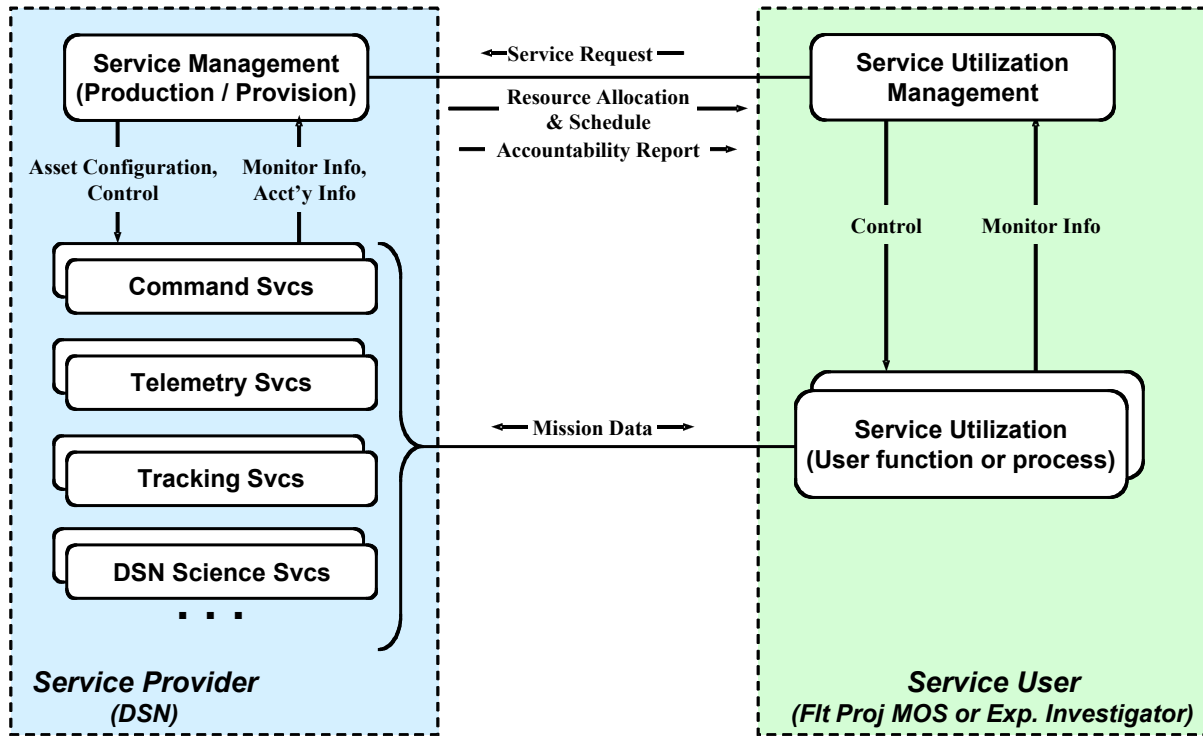 Service Management
(Production / Provision)
Service Request
Resource Allocation
& Schedule
Accountability Report
Service Utilization
Management
Asset Configuration,
Control
Monitor Info,
Acct’y Info
Control
Monitor Info
Command Svcs
Telemetry Svcs
Tracking Svcs
DSN Science Svcs
. . .
Mission Data
Service Utilization
(User function or process)
Service Provider
(DSN)
Service User
(Flt Proj MOS or Exp. Investigator)